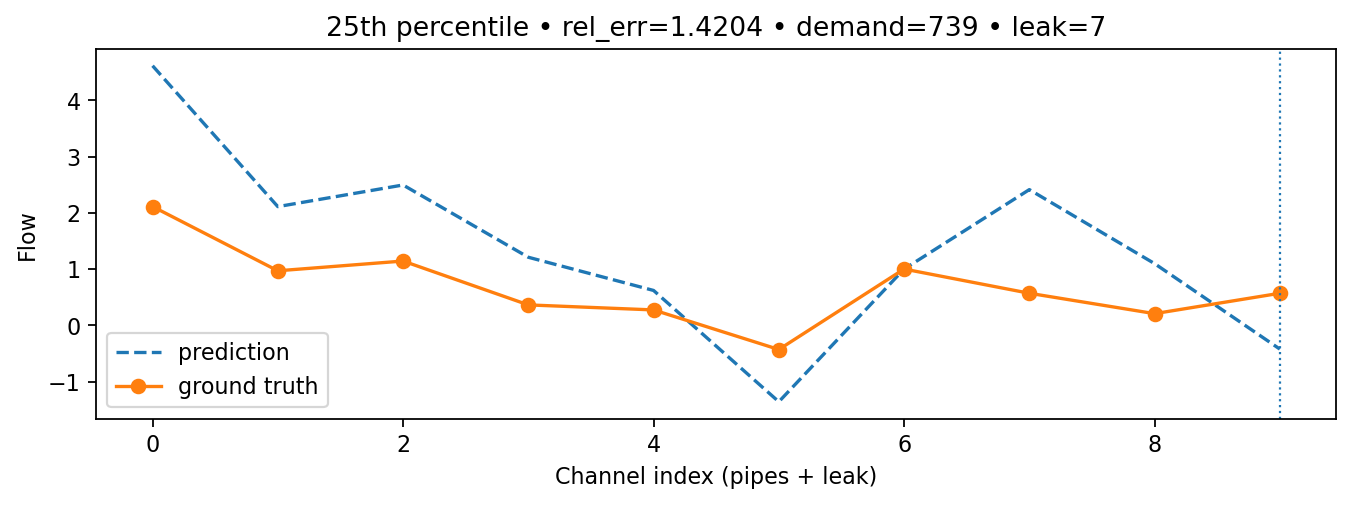 25th percentile • rel_err=1.4204 • demand=739 • leak=7
Flow
4
3
2
1
0
−1
prediction
ground truth
0 2 4 6 8
Channel index (pipes + leak)